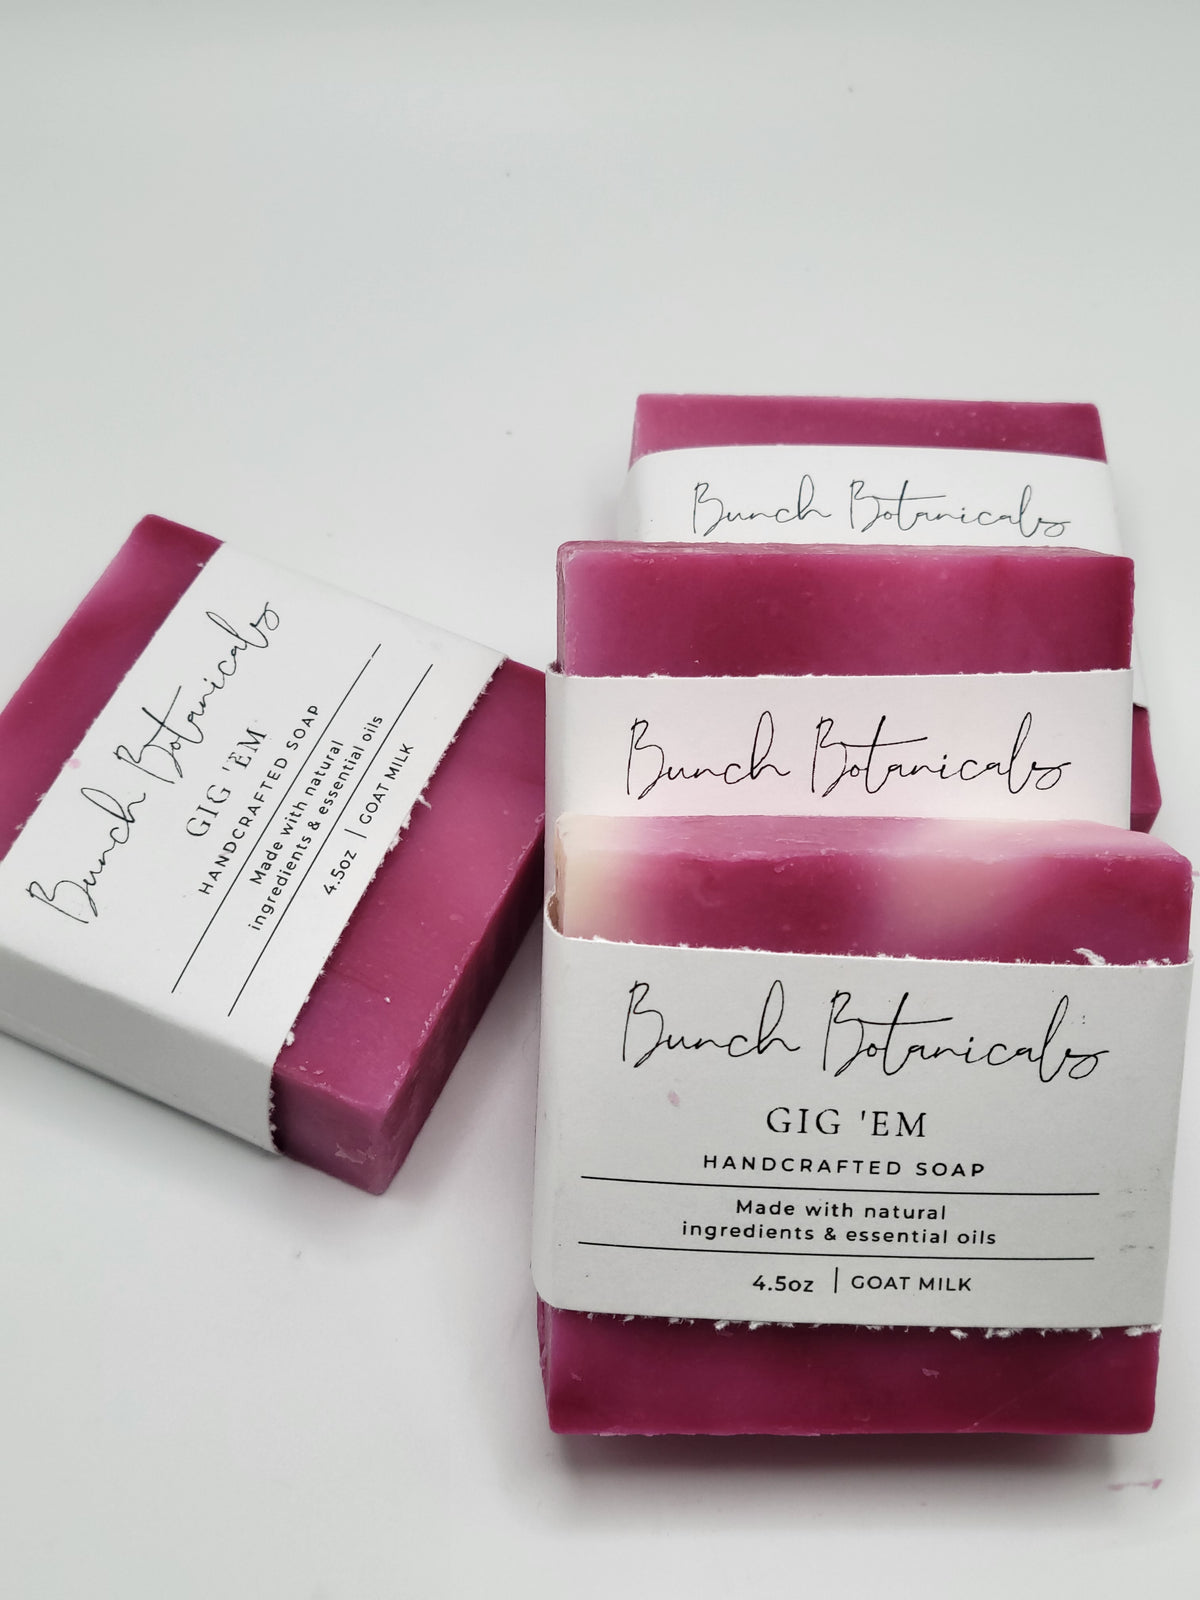 Bunch Botanicals
Bunch Botanicals
GIG 'EM
HANDCRAFTED SOAP
Made with natural
ingredients & essential oils
4.5oz | GOAT MILK
Bunch Botanicals
Bunch Botanicals
GIG 'EM
HANDCRAFTED SOAP
Made with natural
ingredients & essential oils
4.5oz | GOAT MILK